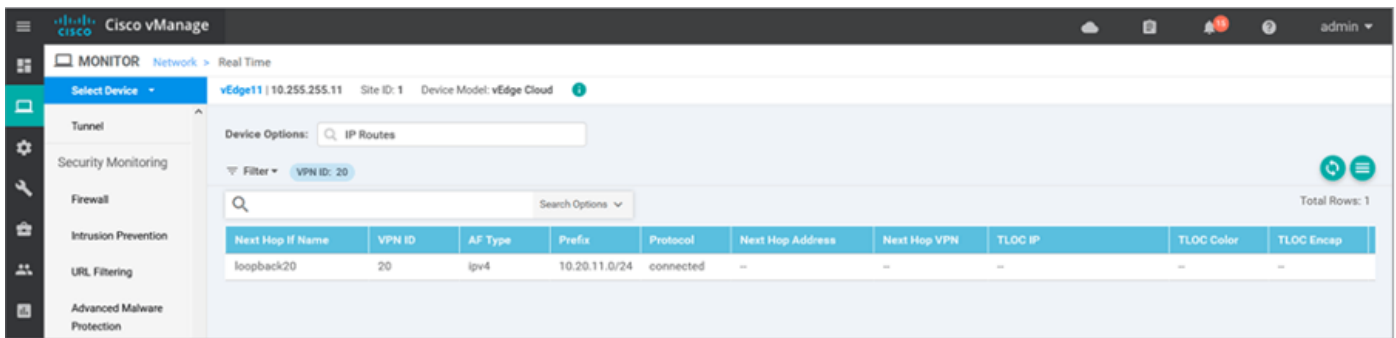 cisco Cisco vManage 15 admin
MONITOR Network > Real Time
Select Device vEdge11 | 10.255.255.11 Site ID: 1 Device Model: vEdge Cloud
Tunnel
Device Options: IP Routes
Security Monitoring
Filter VPN ID: 20
Firewall
Search Options Total Rows: 1
Intrusion Prevention
Next Hop If Name VPN ID AF Type Prefix Protocol Next Hop Address Next Hop VPN TLOC IP TLOC Color TLOC Encap
URL Filtering
loopback20 20 ipv4 10.20.11.0/24 connected -- -- -- -- --
Advanced Malware
Protection